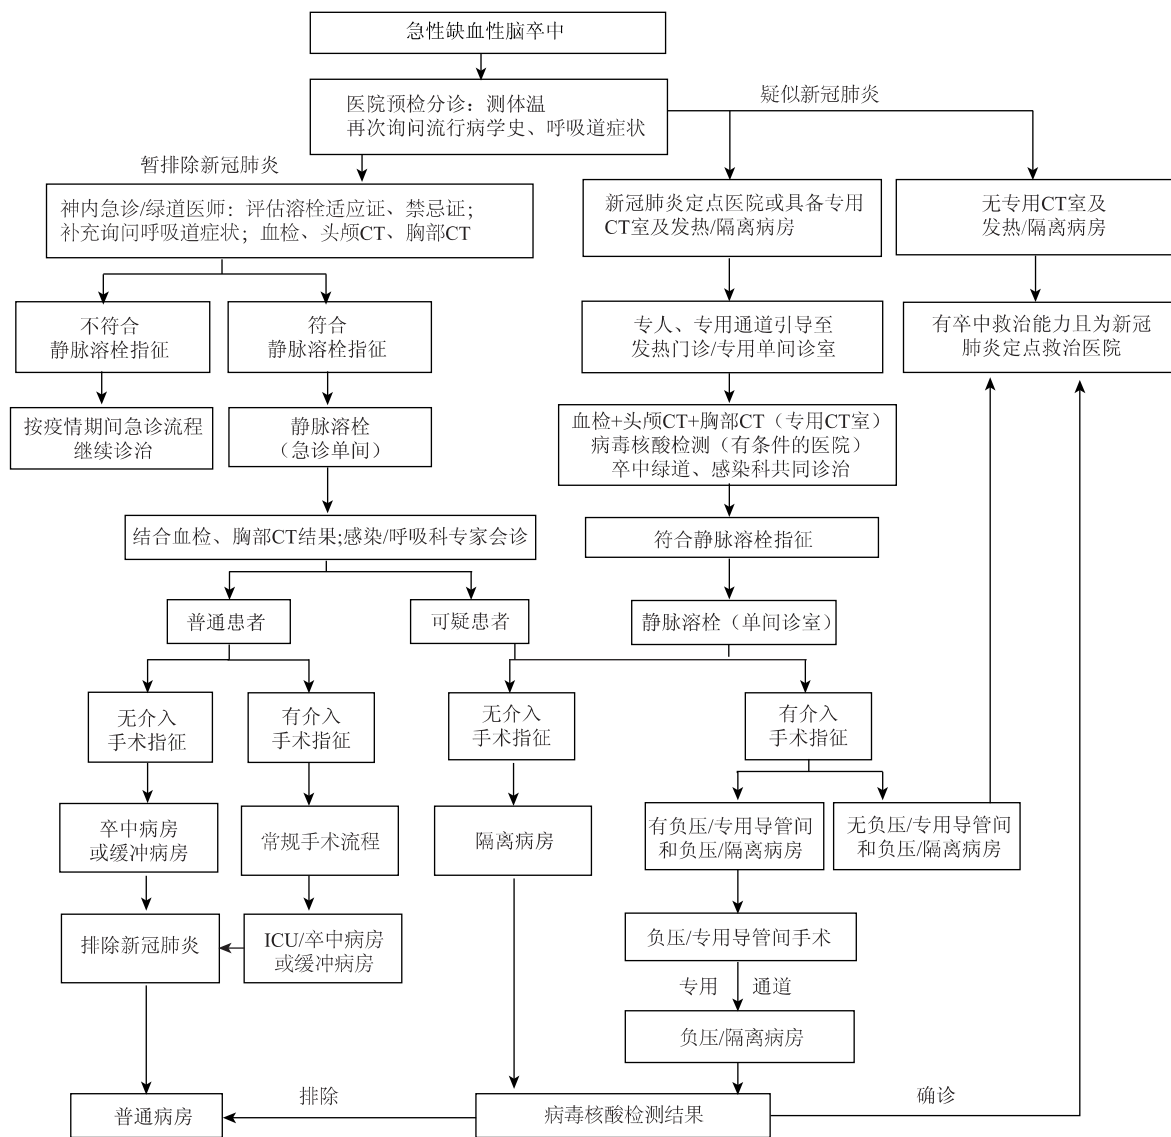 急性缺血性脑卒中
医院预检分诊：测体温
再次询问流行病学史、呼吸道症状
疑似新冠肺炎
暂排除新冠肺炎
神内急诊/绿道医师：评估溶栓适应证、禁忌证；
补充询问呼吸道症状；血检、头颅CT、胸部CT
新冠肺炎定点医院或具备专用
CT室及发热/隔离病房
无专用CT室及
发热/隔离病房
不符合
静脉溶栓指征
符合
静脉溶栓指征
专人、专用通道引导至
发热门诊/专用单间诊室
有卒中救治能力且为新冠
肺炎定点救治医院
按疫情期间急诊流程
继续诊治
静脉溶栓
（急诊单间）
血检+头颅CT+胸部CT（专用CT室）
病毒核酸检测（有条件的医院）
卒中绿道、感染科共同诊治
结合血检、胸部CT结果;感染/呼吸科专家会诊
符合静脉溶栓指征
普通患者
可疑患者
静脉溶栓（单间诊室）
无介入
手术指征
有介入
手术指征
无介入
手术指征
有介入
手术指征
卒中病房
或缓冲病房
常规手术流程
隔离病房
有负压/专用导管间
和负压/隔离病房
无负压/专用导管间
和负压/隔离病房
排除新冠肺炎
ICU/卒中病房
或缓冲病房
负压/专用导管间手术
专用 通道
负压/隔离病房
普通病房
排除
病毒核酸检测结果
确诊